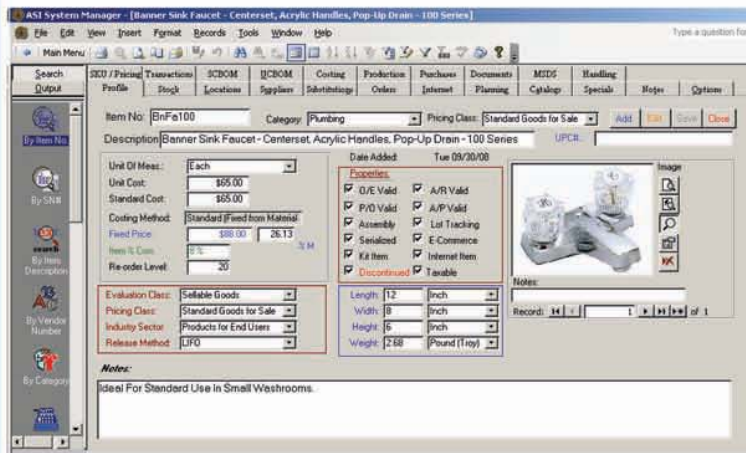 ASI System Manager - [Banner Sink Faucet - Centerset, Acrylic Handles, Pop-Up Drain - 100 Series]
File Edit View Insert Format Records Tools Window Help Type a question for
Main Menu
Search
Output
By Item No.
By SN#
By Item
Description
By Vendor
Number
By Category
SKU / Pricing Transactions SCBOM UCBOM Costing Production Purchases Documents MSDS Handling
Profile Stock Locations Suppliers Substitutions Orders Internet Planning Catalogs Specials Notes Options
Item No: BnFa100 Category: Plumbing Pricing Class: Standard Goods for Sale Add Edit Save Close
Description: Banner Sink Faucet - Centerset, Acrylic Handles, Pop-Up Drain - 100 Series UPC#:
Date Added: Tue 09/30/08
Unit Of Meas.: Each
Unit Cost: $65.00
Standard Cost: $65.00
Costing Method: Standard (Fixed from Material
Fixed Price: $88.00 26.13 % M
Item % Com. 8 %
Re-order Level: 20
Properties:
O/E Valid A/R Valid
P/O Valid A/P Valid
Assembly Lot Tracking
Serialized E-Commerce
Kit Item Internet Item
Discontinued Taxable
Image
Notes:
Record: 1 of 1
Evaluation Class: Sellable Goods
Pricing Class: Standard Goods for Sale
Industry Sector: Products for End Users
Release Method: LIFO
Length: 12 Inch
Width: 8 Inch
Height: 6 Inch
Weight: 2.68 Pound (Troy)
Notes:
Ideal For Standard Use In Small Washrooms.